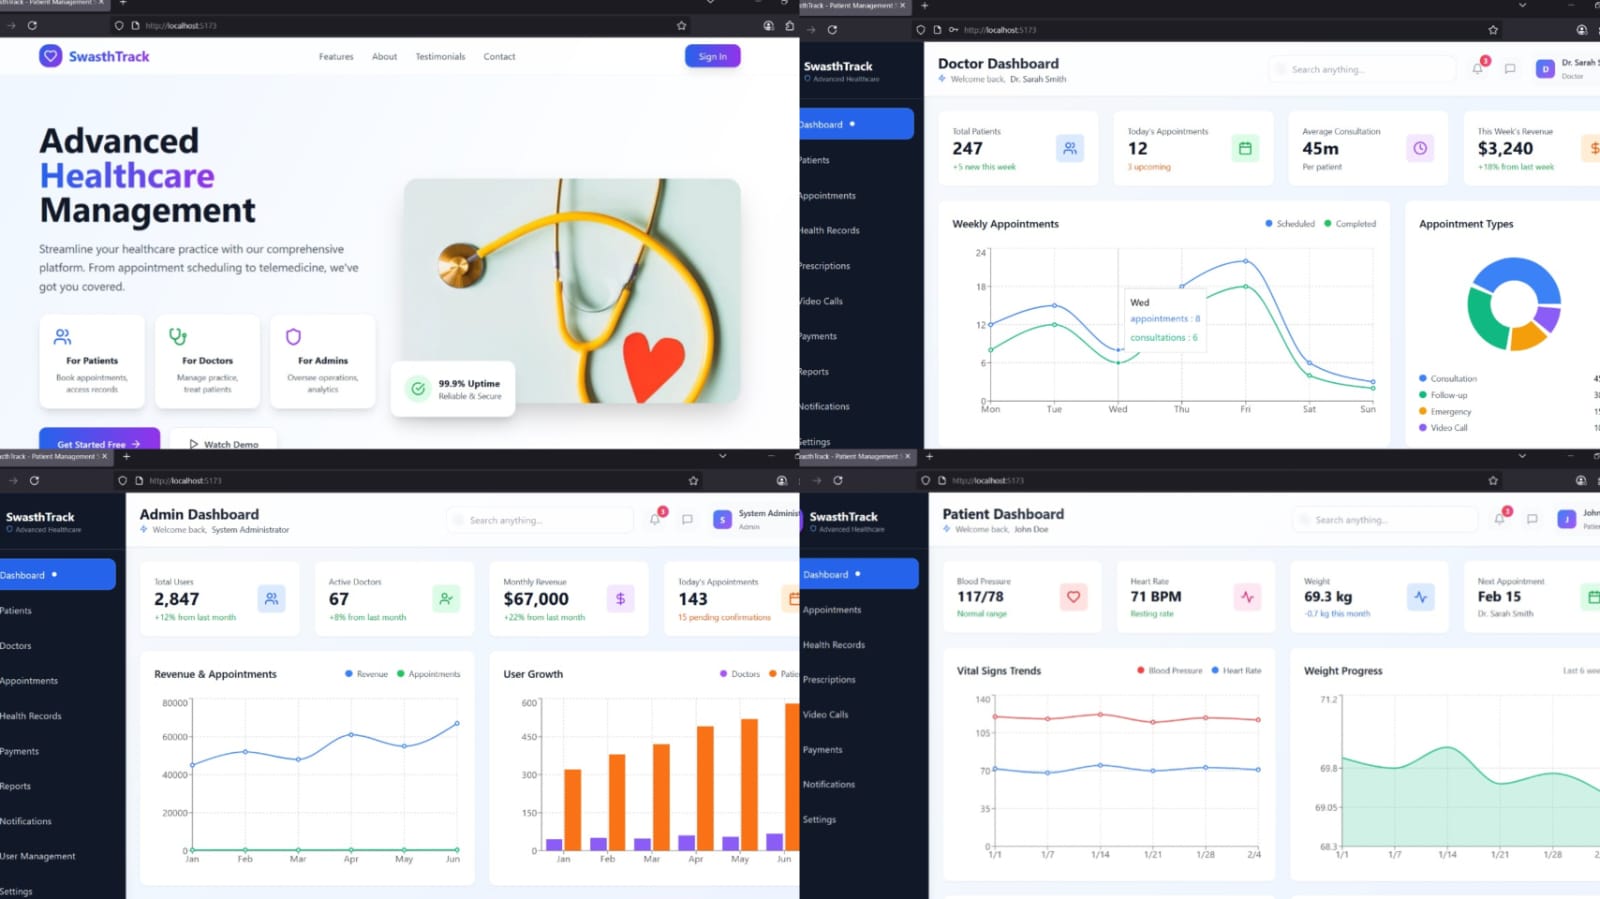 SwasthTrack - Patient Management S
http://localhost:5173
SwasthTrack
Features
About
Testimonials
Contact
Sign In
Advanced
Healthcare
Management
Streamline your healthcare practice with our comprehensive
platform. From appointment scheduling to telemedicine, we've
got you covered.
For Patients
Book appointments,
access records
For Doctors
Manage practice,
treat patients
For Admins
Oversee operations,
analytics
99.9% Uptime
Reliable & Secure
Get Started Free →
Watch Demo
SwasthTrack - Patient Management S
http://localhost:5173
SwasthTrack
Advanced Healthcare
Dashboard
Patients
Appointments
Health Records
Prescriptions
Video Calls
Payments
Reports
Notifications
Settings
Doctor Dashboard
Welcome back, Dr. Sarah Smith
Search anything...
3
D
Dr. Sarah S
Doctor
Total Patients
247
+5 new this week
Today's Appointments
12
3 upcoming
Average Consultation
45m
Per patient
This Week's Revenue
$3,240
+18% from last week
Weekly Appointments
Scheduled
Completed
24
18
12
6
0
Mon
Tue
Wed
Thu
Fri
Sat
Sun
Wed
appointments : 8
consultations : 6
Appointment Types
Consultation
Follow-up
Emergency
Video Call
SwasthTrack - Patient Management S
http://localhost:5173
SwasthTrack
Advanced Healthcare
Dashboard
Patients
Doctors
Appointments
Health Records
Payments
Reports
Notifications
User Management
Settings
Admin Dashboard
Welcome back, System Administrator
Search anything...
3
S
System Adminis
Admin
Total Users
2,847
+12% from last month
Active Doctors
67
+8% from last month
Monthly Revenue
$67,000
+22% from last month
Today's Appointments
143
15 pending confirmations
Revenue & Appointments
Revenue
Appointments
80000
60000
40000
20000
0
Jan
Feb
Mar
Apr
May
Jun
User Growth
Doctors
Patie
600
450
300
150
0
Jan
Feb
Mar
Apr
May
Jun
SwasthTrack - Patient Management S
http://localhost:5173
SwasthTrack
Advanced Healthcare
Dashboard
Appointments
Health Records
Prescriptions
Video Calls
Payments
Notifications
Settings
Patient Dashboard
Welcome back, John Doe
Search anything...
3
J
John
Patie
Blood Pressure
117/78
Normal range
Heart Rate
71 BPM
Resting rate
Weight
69.3 kg
-0.7 kg this month
Next Appointment
Feb 15
Dr. Sarah Smith
Vital Signs Trends
Blood Pressure
Heart Rate
140
105
70
35
0
1/1
1/7
1/14
1/21
1/28
2/4
Weight Progress
Last 6 wee
71.2
69.8
69.05
68.3
1/1
1/7
1/14
1/21
1/28